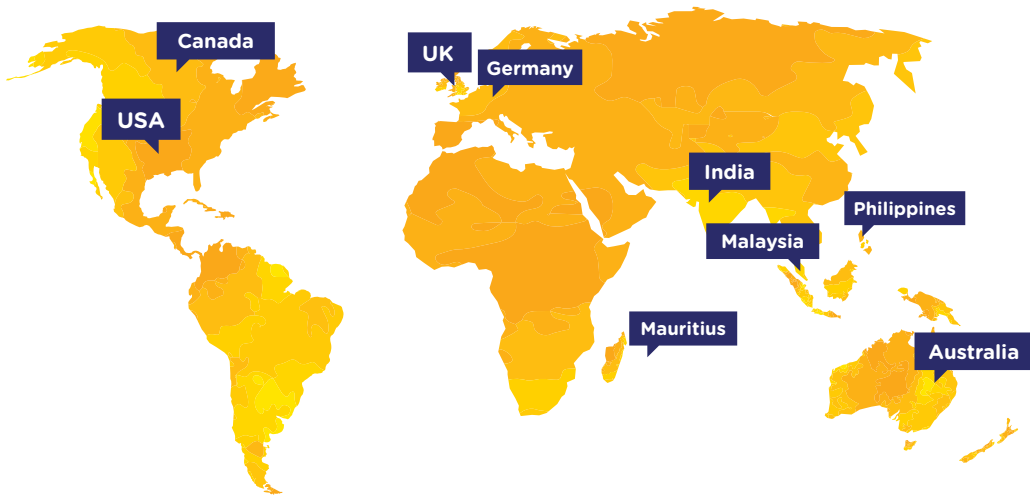 Canada
UK
Germany
USA
India
Philippines
Malaysia
Mauritius
Australia